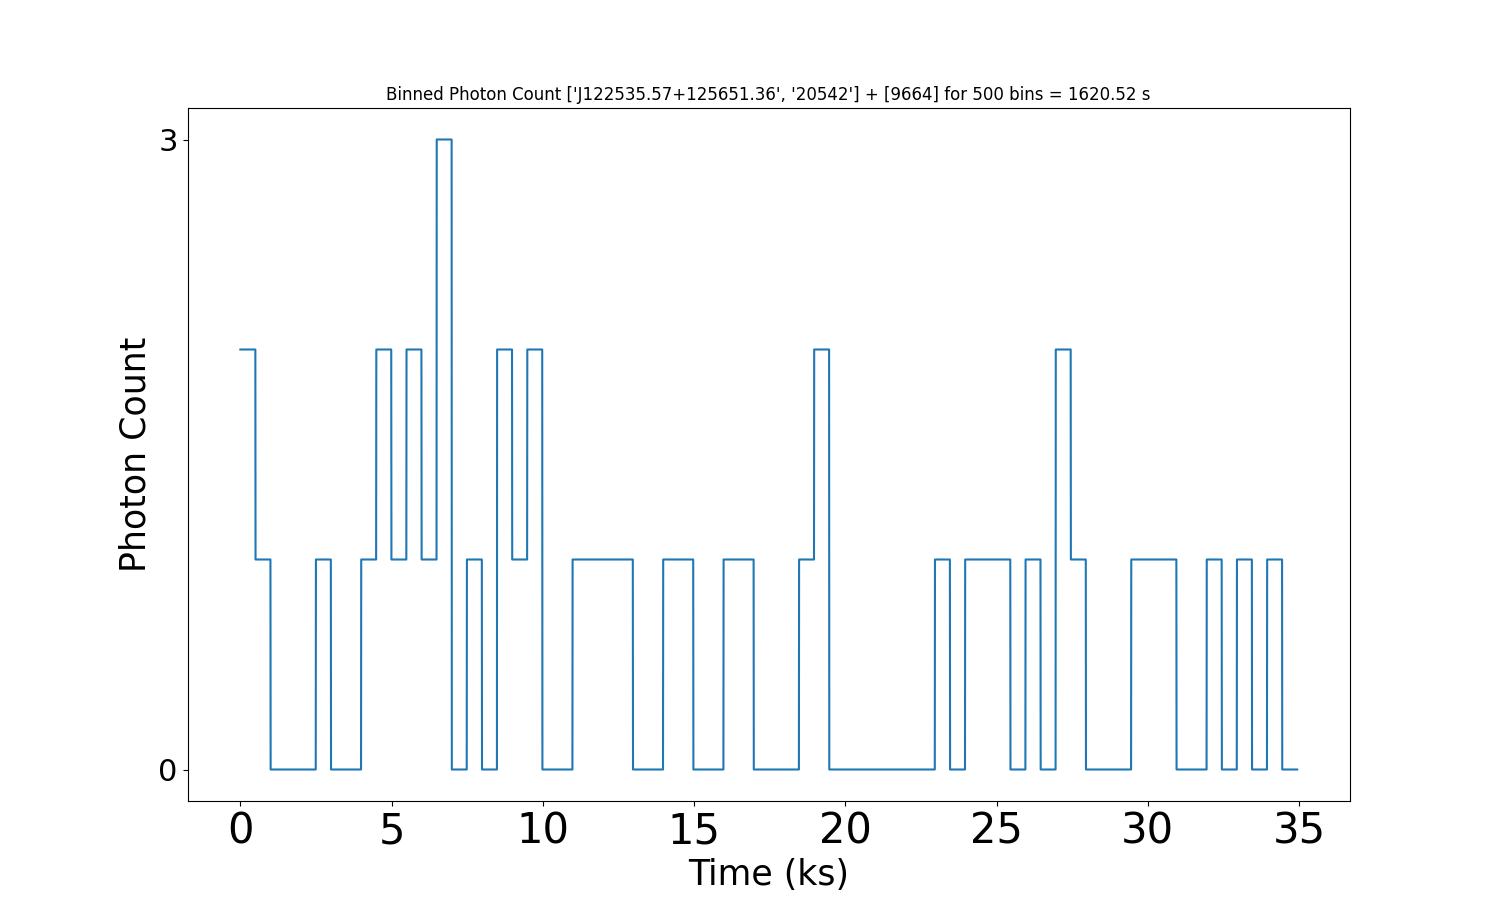 Binned Photon Count ['J122535.57+125651.36', '20542'] + [9664] for 500 bins = 1620.52 s
3
0
Photon Count
0 5 10 15 20 25 30 35
Time (ks)